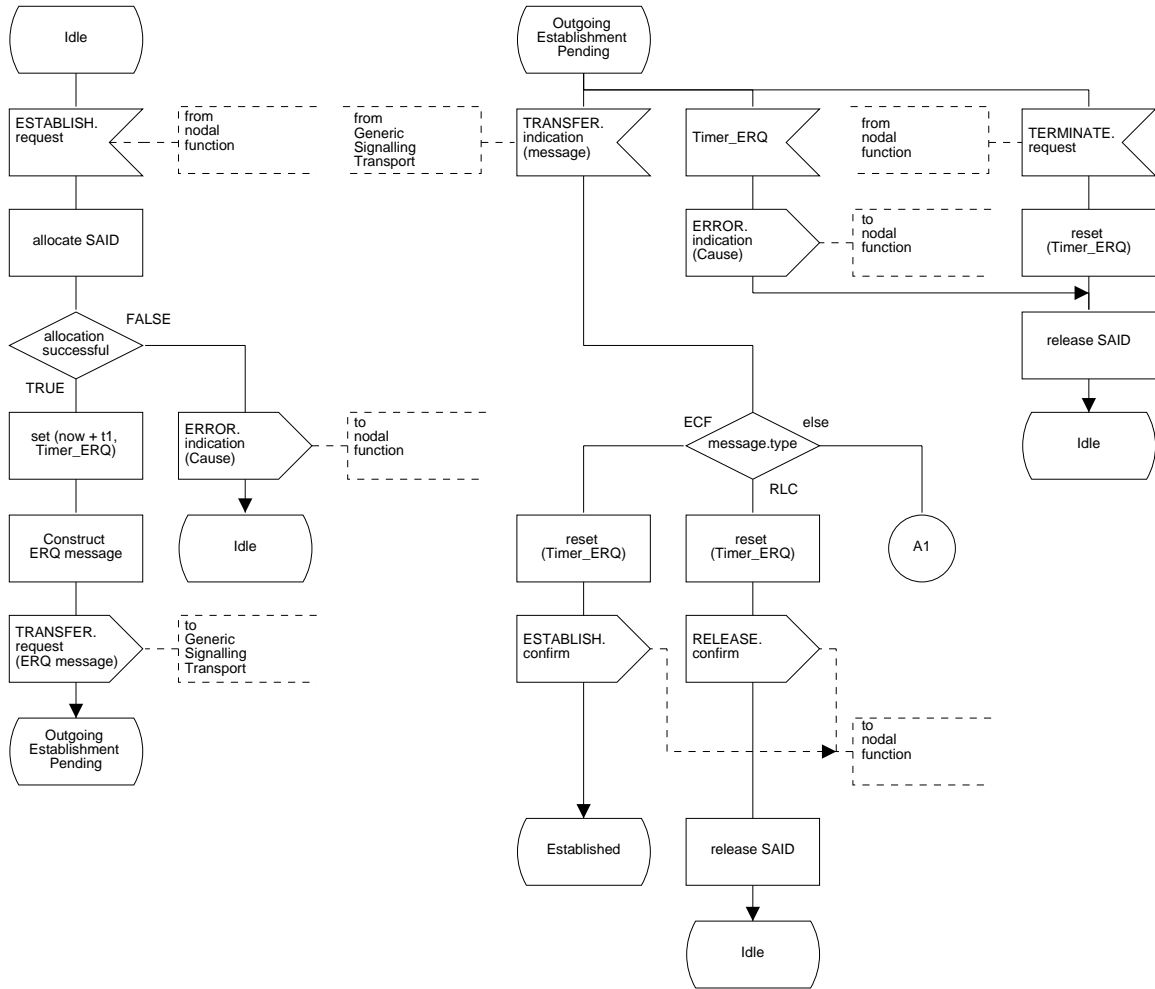 Idle
Outgoing
Establishment
Pending
ESTABLISH.
request
from
nodal
function
from
Generic
Signalling
Transport
TRANSFER.
indication
(message)
Timer_ERQ
from
nodal
function
TERMINATE.
request
allocate SAID
ERROR.
indication
(Cause)
to
nodal
function
reset
(Timer_ERQ)
allocation
successful
FALSE
TRUE
release SAID
set (now + t1,
Timer_ERQ)
ERROR.
indication
(Cause)
to
nodal
function
ECF
message.type
else
RLC
Idle
Construct
ERQ message
Idle
reset
(Timer_ERQ)
reset
(Timer_ERQ)
A1
TRANSFER.
request
(ERQ message)
to
Generic
Signalling
Transport
ESTABLISH.
confirm
RELEASE.
confirm
Outgoing
Establishment
Pending
to
nodal
function
Established
release SAID
Idle